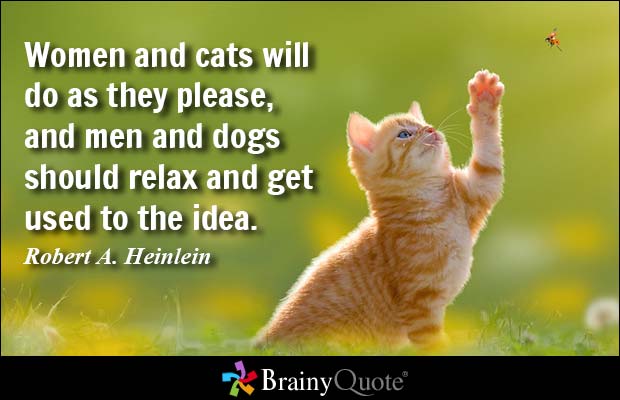 Women and cats will
do as they please,
and men and dogs
should relax and get
used to the idea.
Robert A. Heinlein
BrainyQuote®